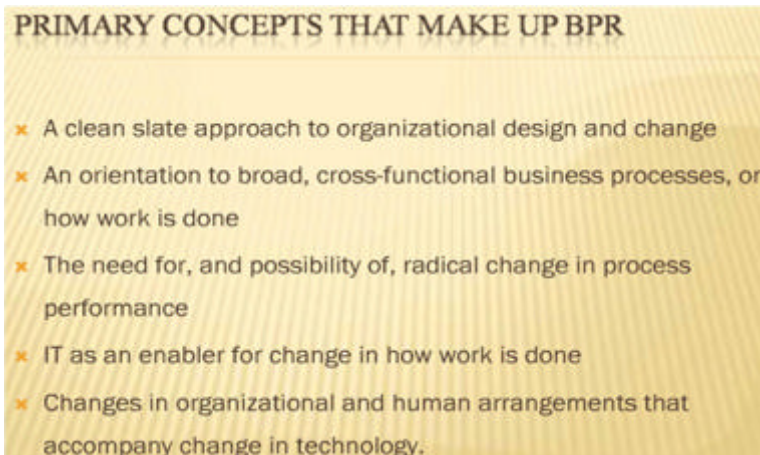 PRIMARY CONCEPTS THAT MAKE UP BPR
A clean slate approach to organizational design and change
An orientation to broad, cross-functional business processes, or
how work is done
The need for, and possibility of, radical change in process
performance
IT as an enabler for change in how work is done
Changes in organizational and human arrangements that
accompany change in technology.